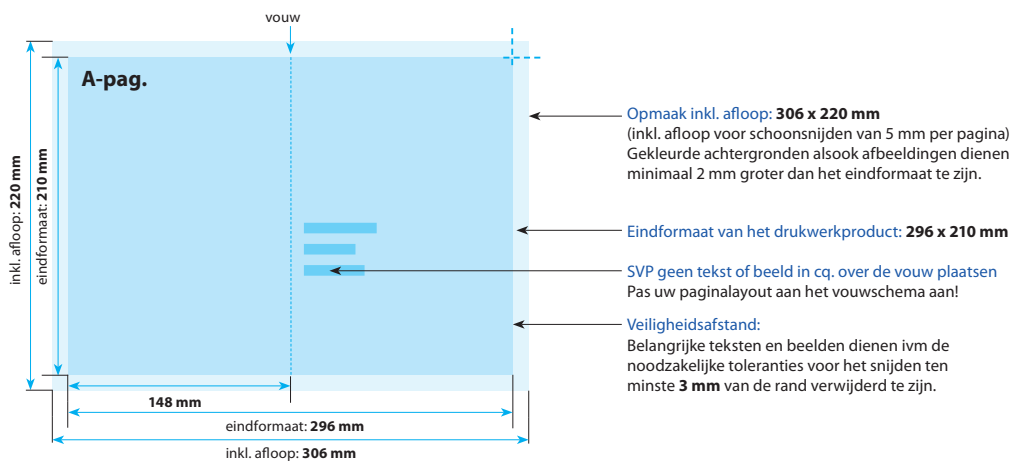 vouw
A-pag.
inkl. afloop: 220 mm
eindformaat: 210 mm
Opmaak inkl. afloop: 306 x 220 mm
(inkl. afloop voor schoonsnijden van 5 mm per pagina)
Gekleurde achtergronden alsook afbeeldingen dienen
minimaal 2 mm groter dan het eindformaat te zijn.
Eindformaat van het drukwerkproduct: 296 x 210 mm
SVP geen tekst of beeld in cq. over de vouw plaatsen
Pas uw paginalayout aan het vouwschema aan!
Veiligheidsafstand:
Belangrijke teksten en beelden dienen ivm de
noodzakelijke toleranties voor het snijden ten
minste 3 mm van de rand verwijderd te zijn.
148 mm
eindformaat: 296 mm
inkl. afloop: 306 mm